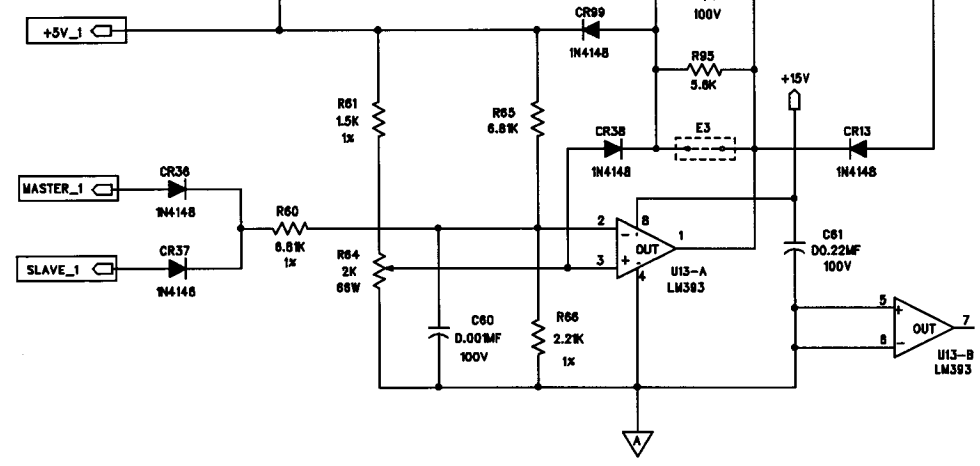 100V
CR99
1N4148
+5V_1
R95
5.6K
+15V
R61
1.5K
1%
R65
6.81K
CR38
1N4148
E3
CR13
1N4148
MASTER_1
CR36
1N4148
R60
6.81K
1%
2
8
1
OUT
3
4
U13-A
LM393
C61
0.22MF
100V
SLAVE_1
CR37
1N4148
R64
2K
66W
C60
0.001MF
100V
R66
2.21K
1%
5
6
OUT
7
U13-B
LM393
A